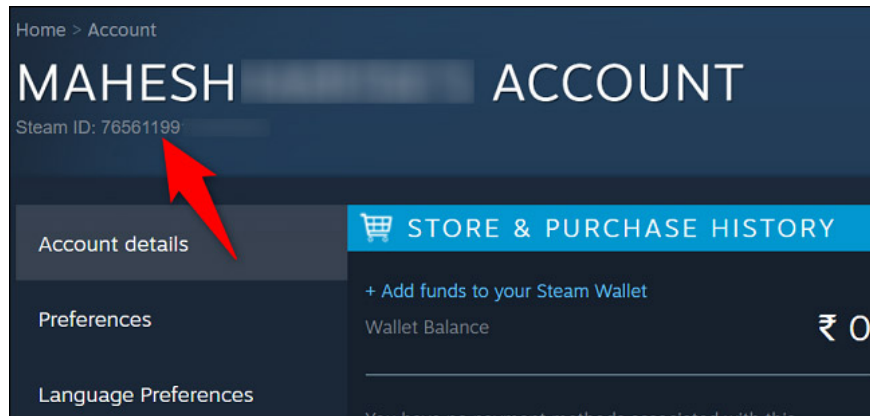 Home > Account
MAHESH ACCOUNT
Steam ID: 76561199
Account details
Preferences
Language Preferences
STORE & PURCHASE HISTORY
+ Add funds to your Steam Wallet
Wallet Balance
₹ 0